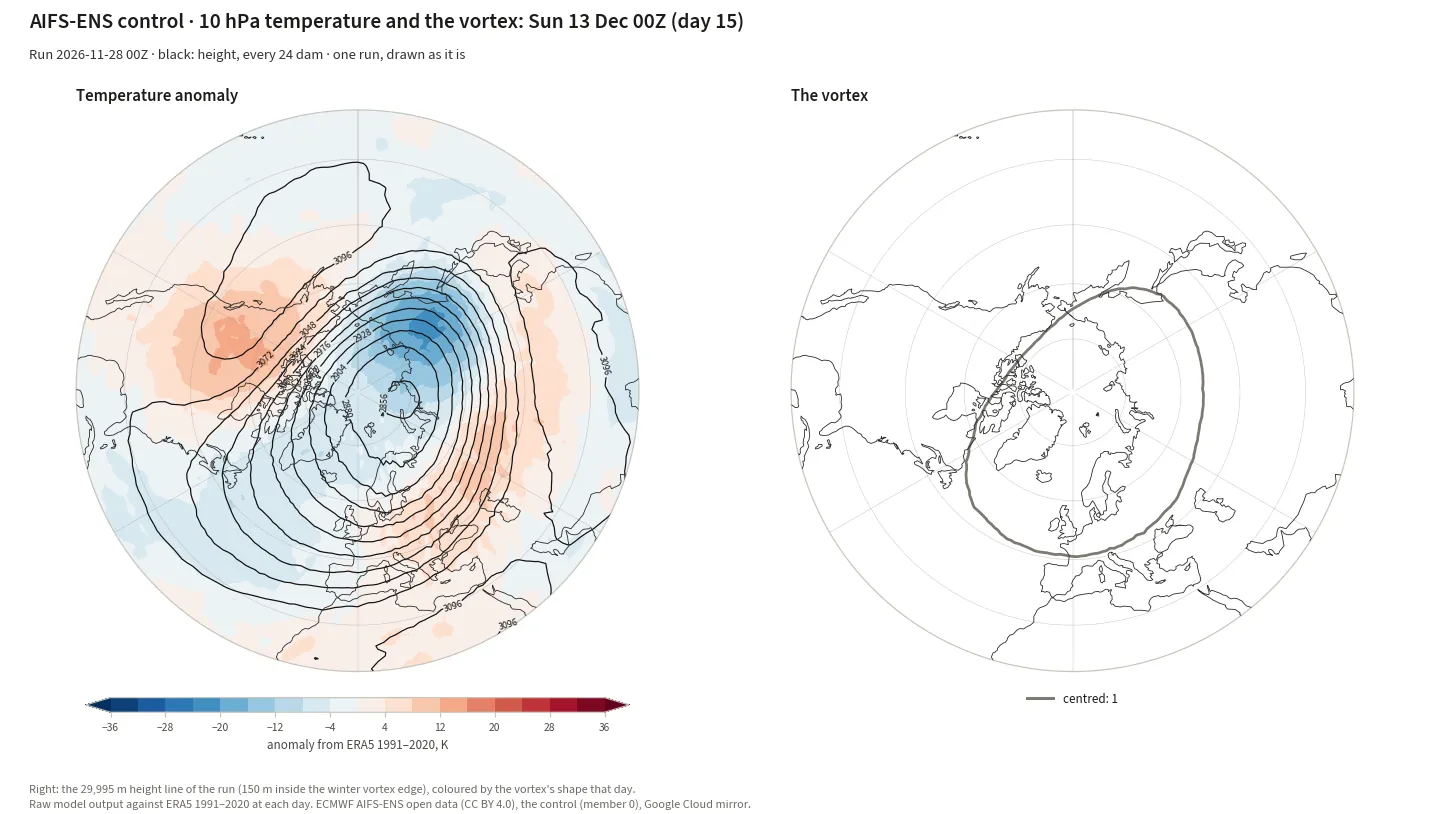 AIFS-ENS control · 10 hPa temperature and the vortex: Sun 13 Dec 00Z (day 15)
Run 2026-11-28 00Z · black: height, every 24 dam · one run, drawn as it is
Temperature anomaly
The vortex
3096
3048
2928
2976
3072
2904
3096
2880
2856
3096
3096
−36 −28 −20 −12 −4 4 12 20 28 36
anomaly from ERA5 1991–2020, K
centred: 1
Right: the 29,995 m height line of the run (150 m inside the winter vortex edge), coloured by the vortex's shape that day.
Raw model output against ERA5 1991–2020 at each day. ECMWF AIFS-ENS open data (CC BY 4.0), the control (member 0), Google Cloud mirror.